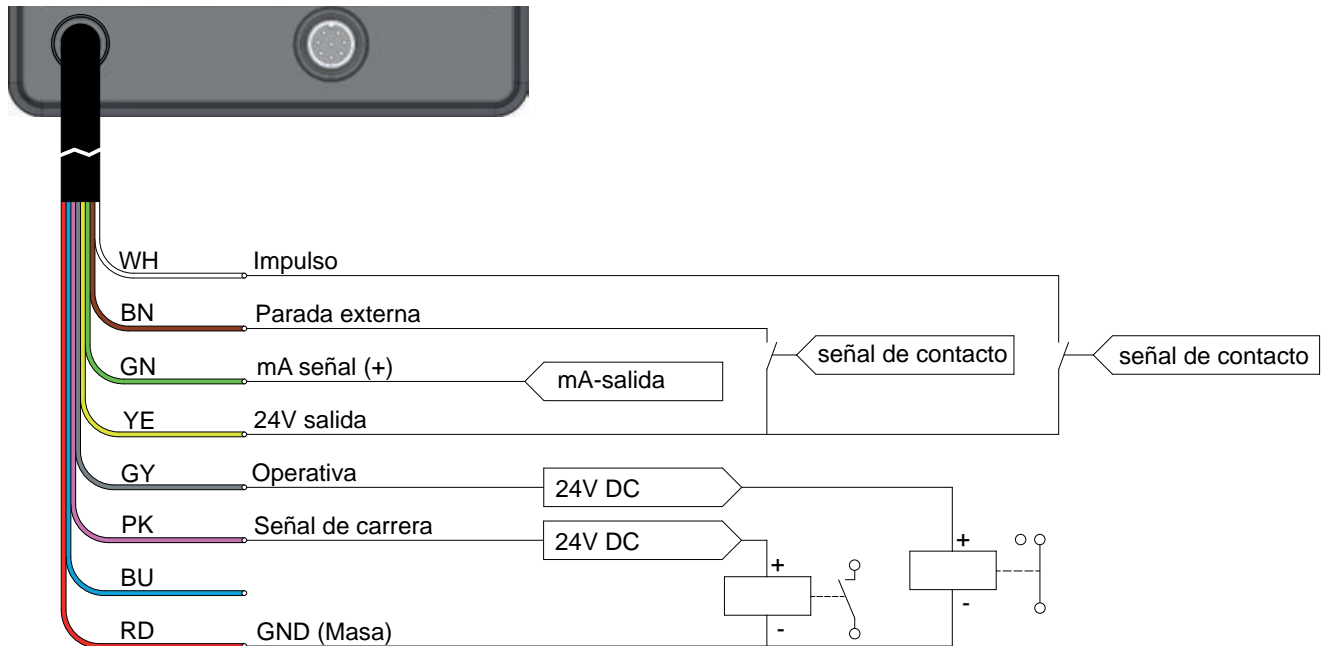 WH Impulso
BN Parada externa
señal de contacto
señal de contacto
GN mA señal (+)
mA-salida
YE 24V salida
GY Operativa
24V DC
PK Señal de carrera
24V DC
+
+
BU
-
-
RD GND (Masa)